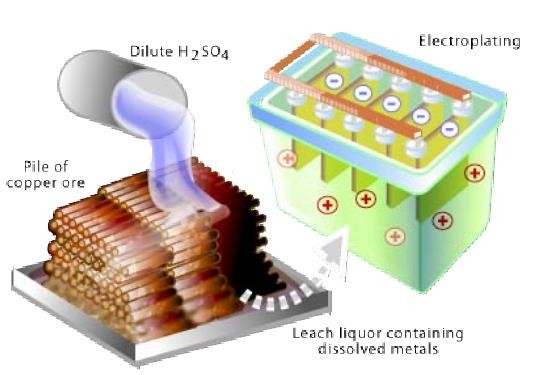 Dilute H2SO4
Electroplating
Pile of
copper ore
Leach liquor containing
dissolved metals